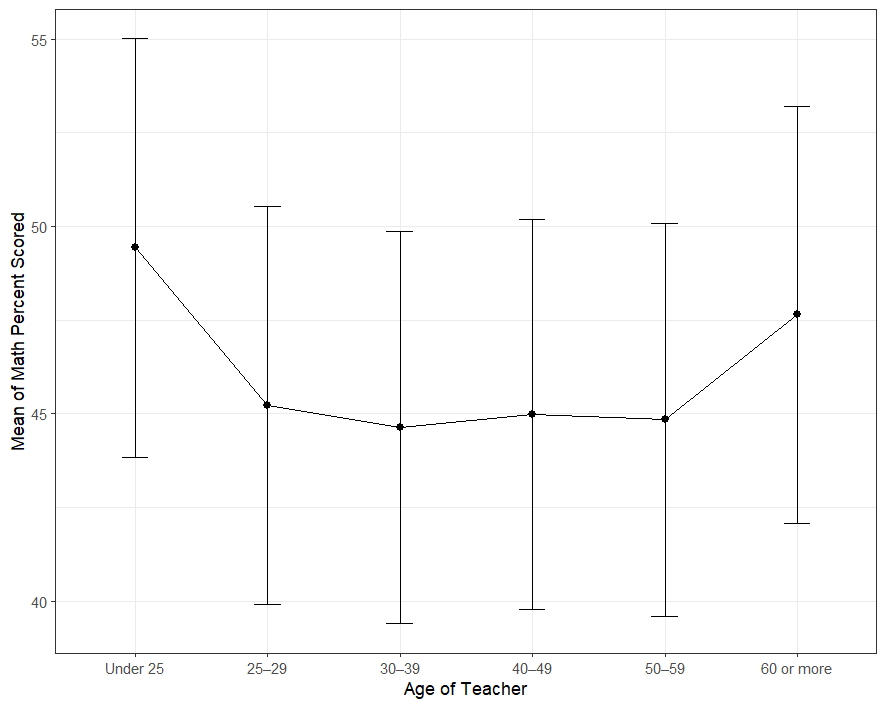 55
50
45
40
Mean of Math Percent Scored
Under 25
25–29
30–39
40–49
50–59
60 or more
Age of Teacher